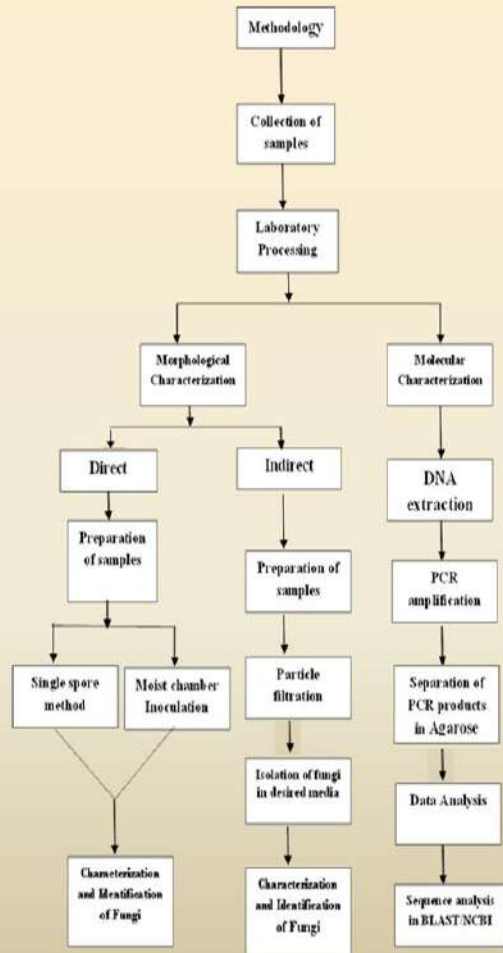 Methodology
Collection of
samples
Laboratory
Processing
Morphological
Characterization
Molecular
Characterization
Direct
Indirect
DNA
extraction
Preparation
of samples
Preparation of
samples
PCR
amplification
Single spore
method
Moist chamber
Inoculation
Particle
filtration
Separation of
PCR products
in Agarose
Isolation of fungi
in desired media
Data Analysis
Characterization
and Identification
of Fungi
Characterization
and Identification
of Fungi
Sequence analysis
in BLAST/NCBI